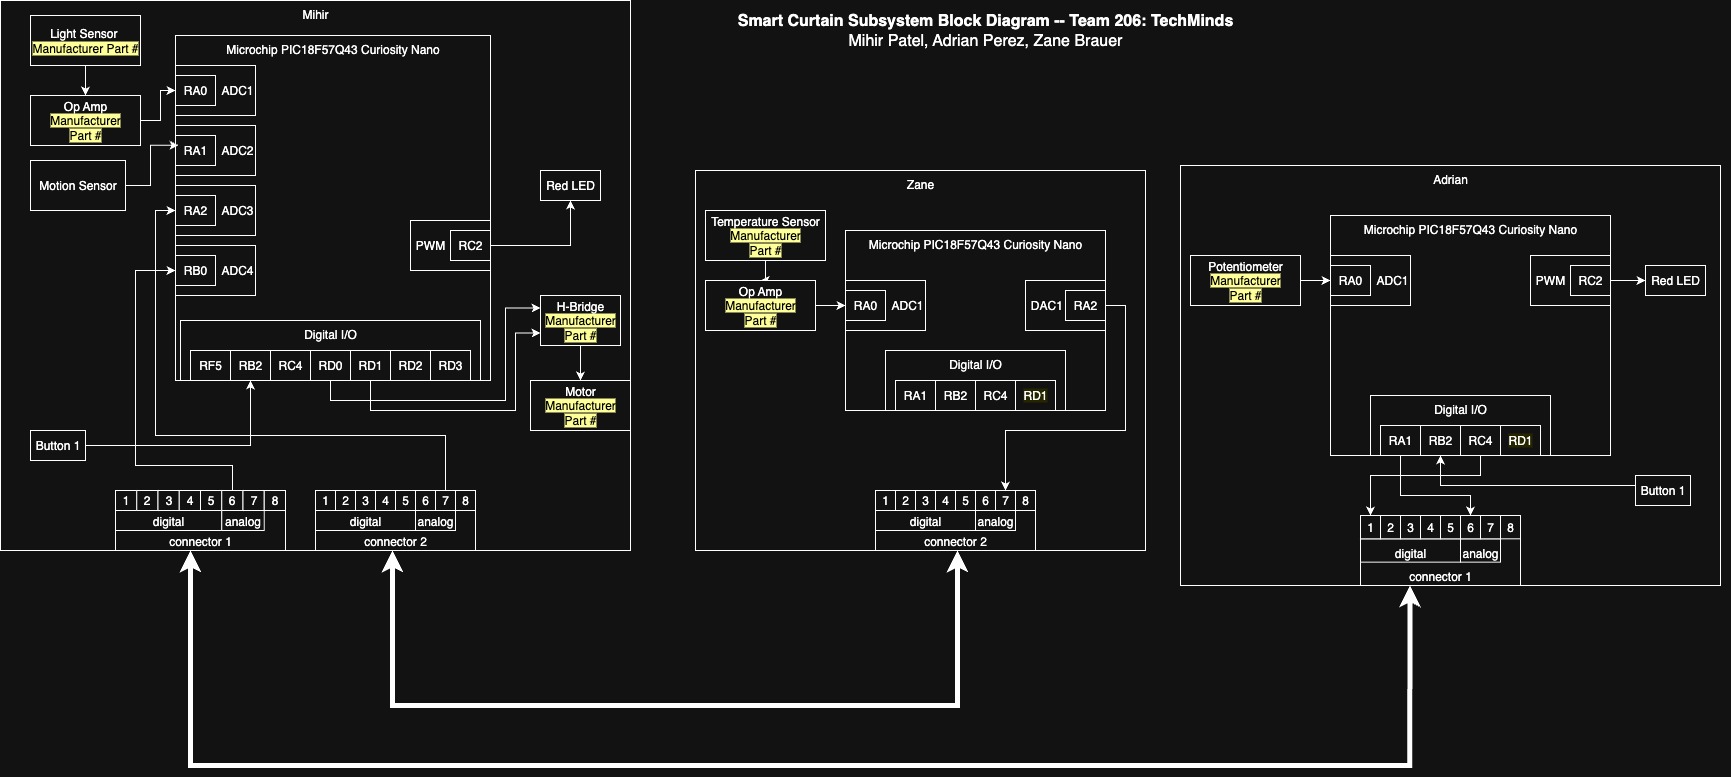 Smart Curtain Subsystem Block Diagram -- Team 206: TechMinds
Mihir Patel, Adrian Perez, Zane Brauer
Mihir
Light Sensor
Manufacturer Part #
Op Amp
Manufacturer
Part #
Motion Sensor
Microchip PIC18F57Q43 Curiosity Nano
RA0 ADC1
RA1 ADC2
RA2 ADC3
RB0 ADC4
PWM RC2
Red LED
H-Bridge
Manufacturer
Part #
Motor
Manufacturer
Part #
Digital I/O
RF5 RB2 RC4 RD0 RD1 RD2 RD3
Button 1
1 2 3 4 5 6 7 8
digital analog
connector 1
1 2 3 4 5 6 7 8
digital analog
connector 2
Zane
Temperature Sensor
Manufacturer
Part #
Op Amp
Manufacturer
Part #
Microchip PIC18F57Q43 Curiosity Nano
RA0 ADC1
DAC1 RA2
Digital I/O
RA1 RB2 RC4 RD1
1 2 3 4 5 6 7 8
digital analog
connector 2
Adrian
Microchip PIC18F57Q43 Curiosity Nano
Potentiometer
Manufacturer
Part #
RA0 ADC1
PWM RC2
Red LED
Digital I/O
RA1 RB2 RC4 RD1
Button 1
1 2 3 4 5 6 7 8
digital analog
connector 1